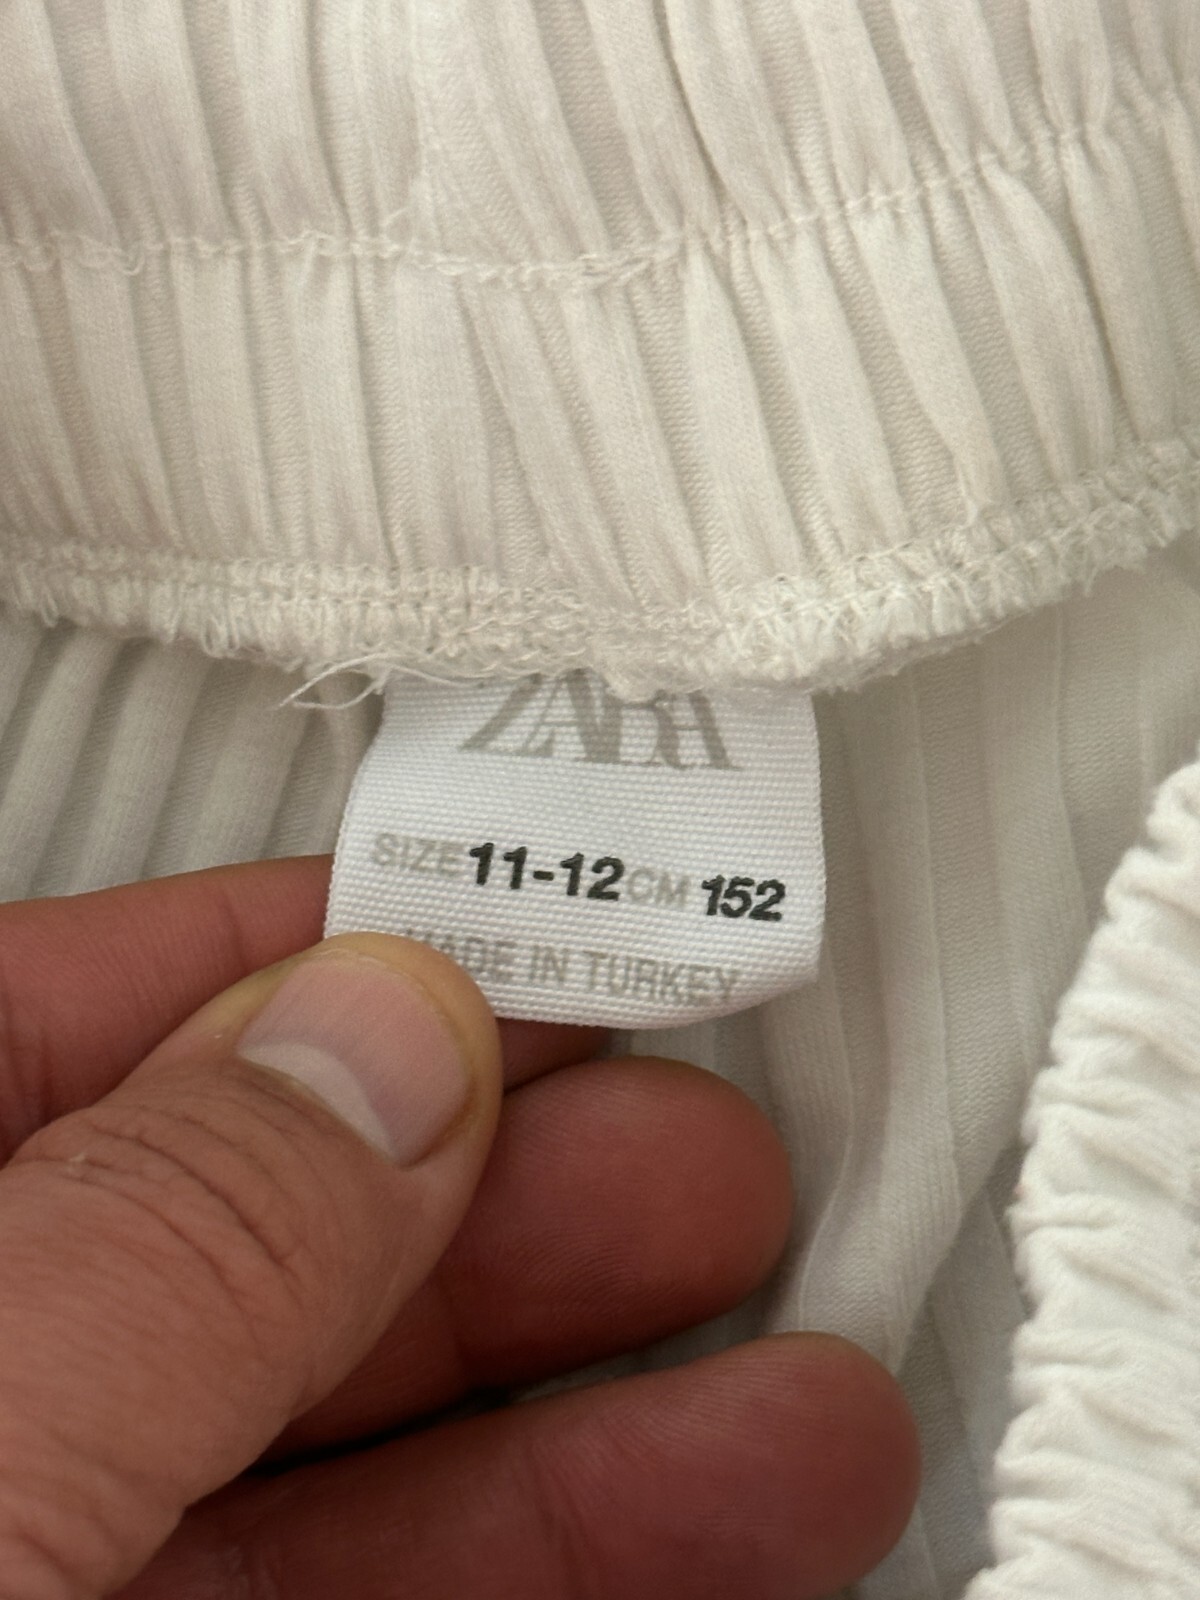 ZARA
SIZE 11-12 CM 152
MADE IN TURKEY